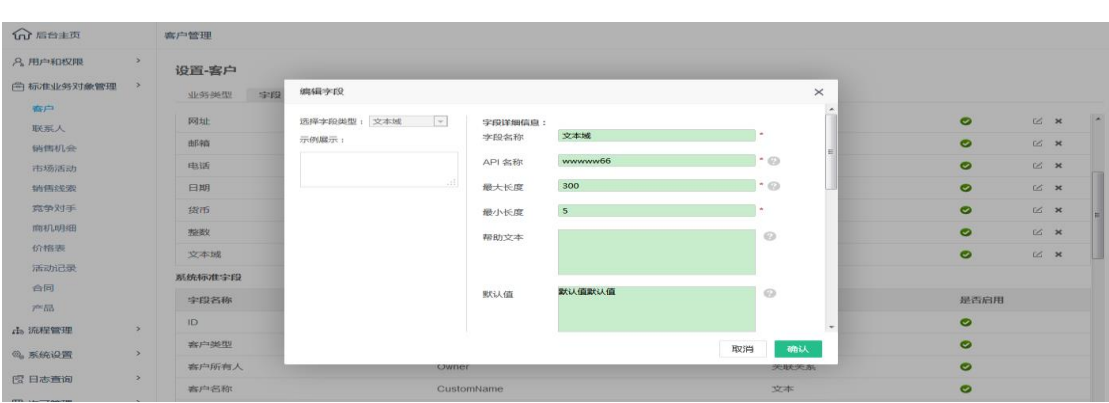 后台主页
客户管理
用户和权限
标准业务对象管理
客户
联系人
销售机会
市场活动
销售线索
竞争对手
商机明细
价格表
活动记录
合同
产品
流程管理
系统设置
日志查询
设置-客户
业务类型 字段
网址
邮箱
电话
日期
货币
整数
文本域
系统标准字段
字段名称 是否启用
ID
客户类型
客户所有人 Owner 关联关系
客户名称 CustomName 文本
编辑字段
选择字段类型： 文本域
示例展示：
字段详细信息：
字段名称 文本域 *
API 名称 wwwww66 * ?
最大长度 300 * ?
最小长度 5 *
帮助文本 ?
默认值 默认值默认值 ?
取消 确认